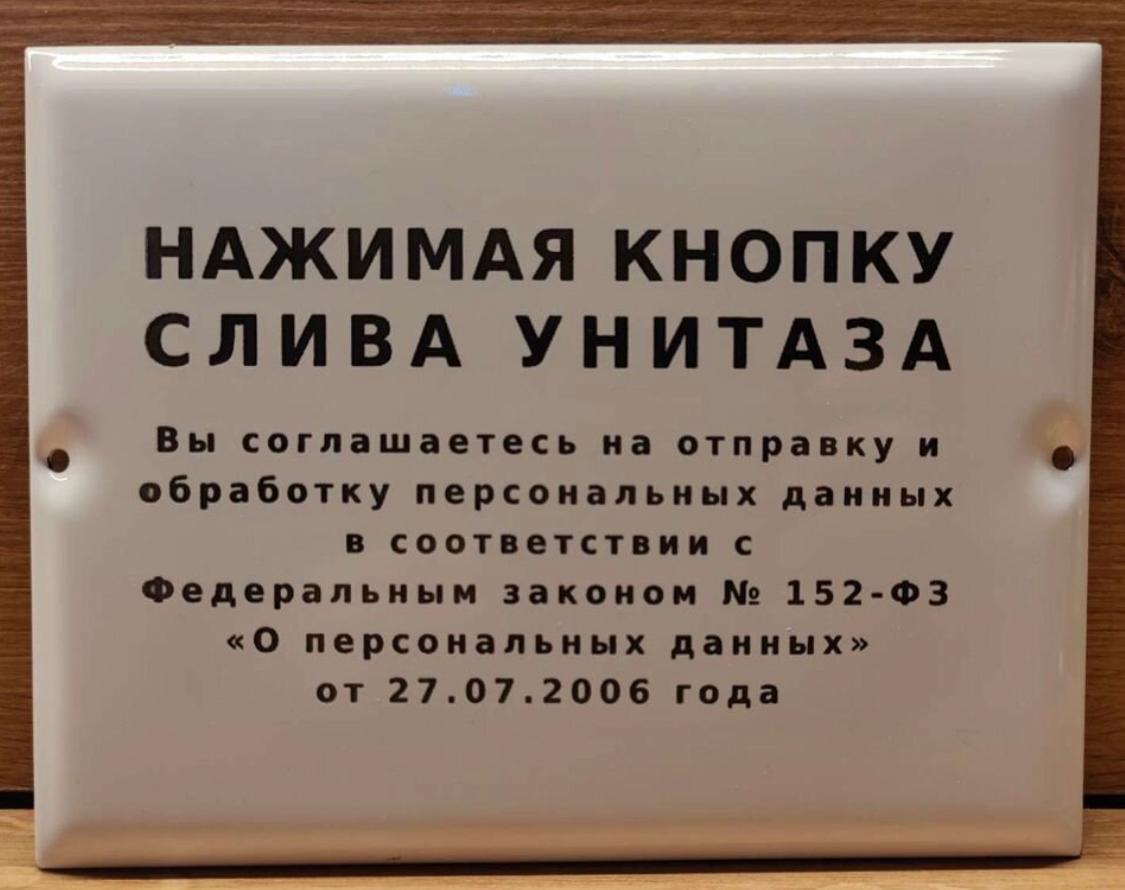 НАЖИМАЯ КНОПКУ
СЛИВА УНИТАЗА
Вы соглашаетесь на отправку и
обработку персональных данных
в соответствии с
Федеральным законом № 152-ФЗ
«О персональных данных»
от 27.07.2006 года